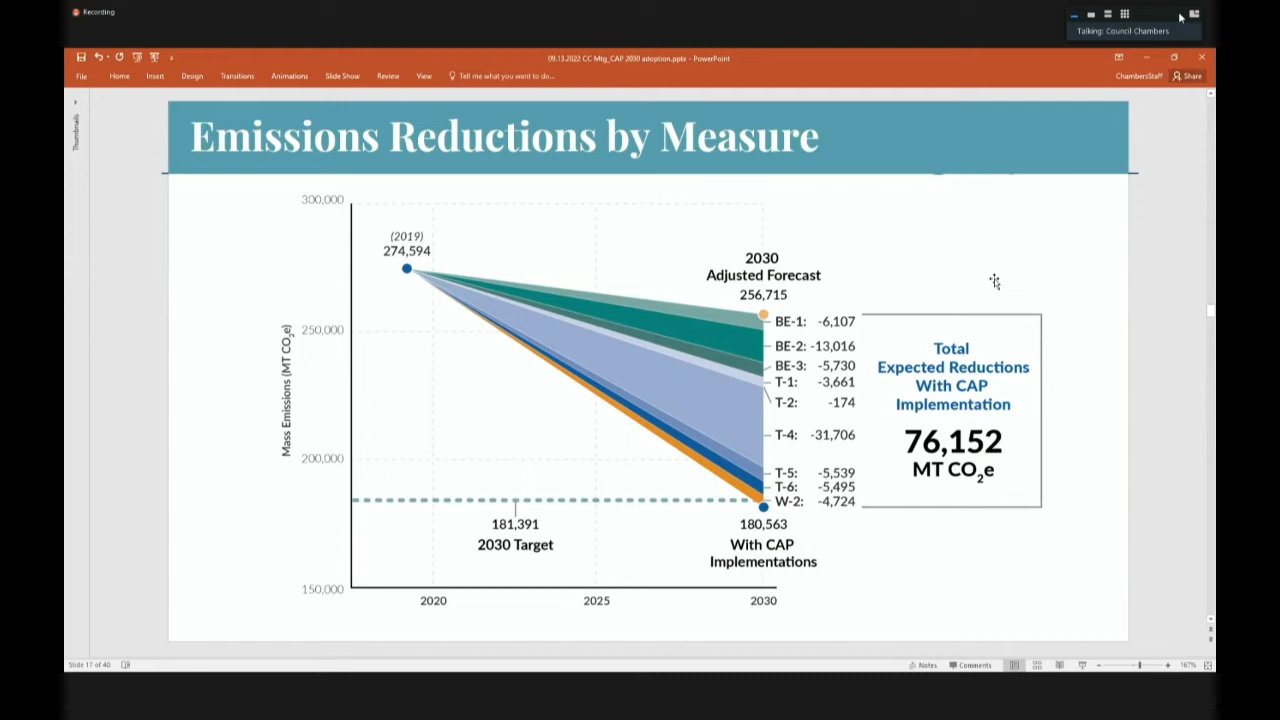 Recording
Talking: Council Chambers
09.13.2022 CC Mtg_CAP 2030 adoption.pptx - PowerPoint
File Home Insert Design Transitions Animations Slide Show Review View Tell me what you want to do...
ChambersStaff Share
Thumbnails
Emissions Reductions by Measure
300,000
250,000
200,000
150,000
Mass Emissions (MT CO2e)
(2019)
274,594
2030
Adjusted Forecast
256,715
BE-1: -6,107
BE-2: -13,016
BE-3: -5,730
T-1: -3,661
T-2: -174
T-4: -31,706
T-5: -5,539
T-6: -5,495
W-2: -4,724
Total
Expected Reductions
With CAP
Implementation
76,152
MT CO2e
181,391
2030 Target
180,563
With CAP
Implementations
2020 2025 2030
Slide 17 of 40
Notes Comments 167%